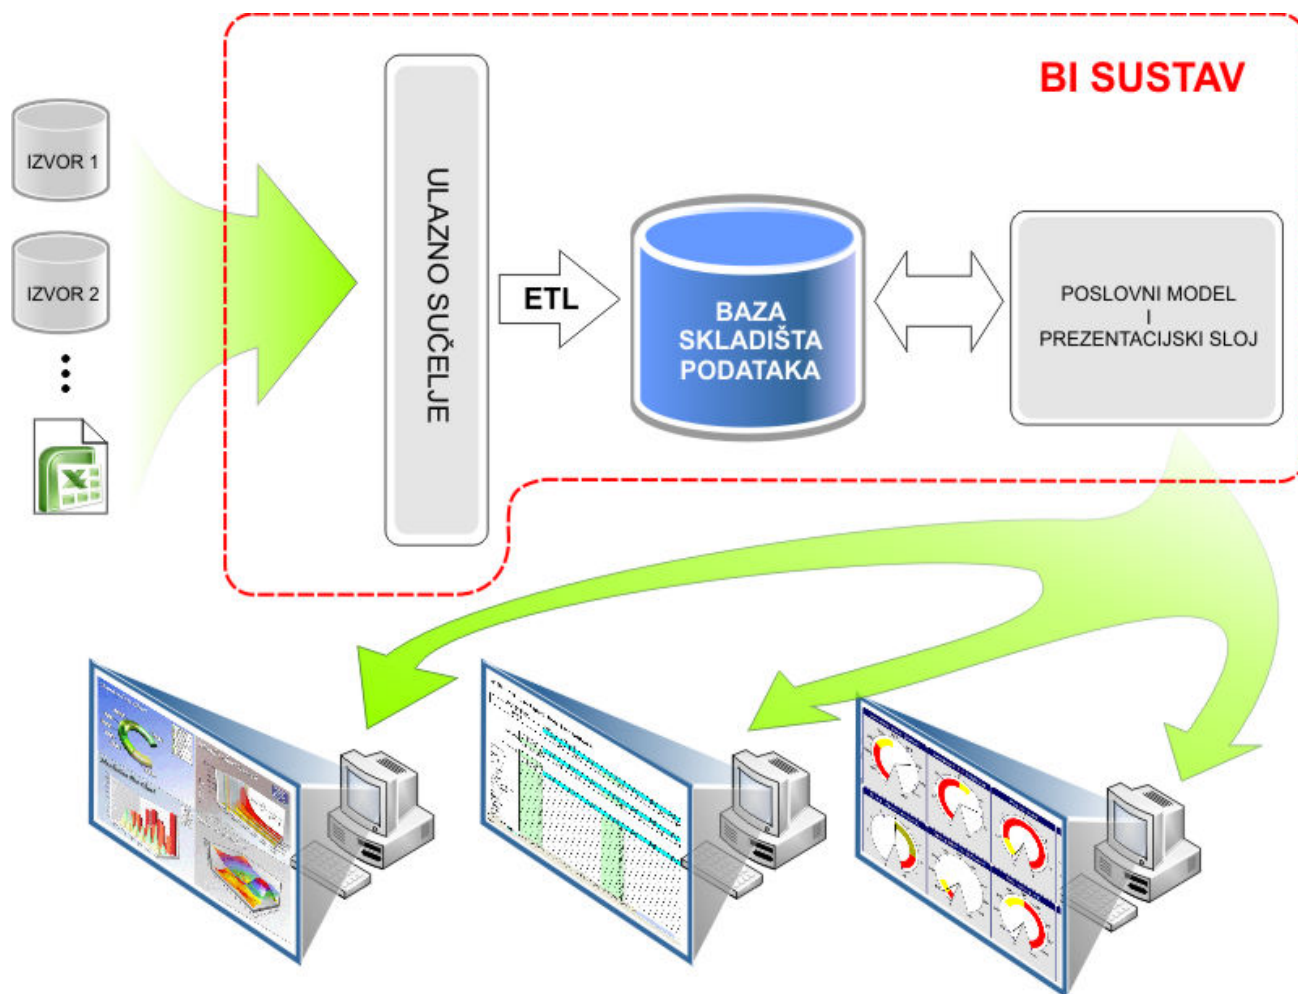 BI SUSTAV
IZVOR 1
IZVOR 2
ULAZNO SUČELJE
ETL
BAZA
SKLADIŠTA
PODATAKA
POSLOVNI MODEL
I
PREZENTACIJSKI SLOJ